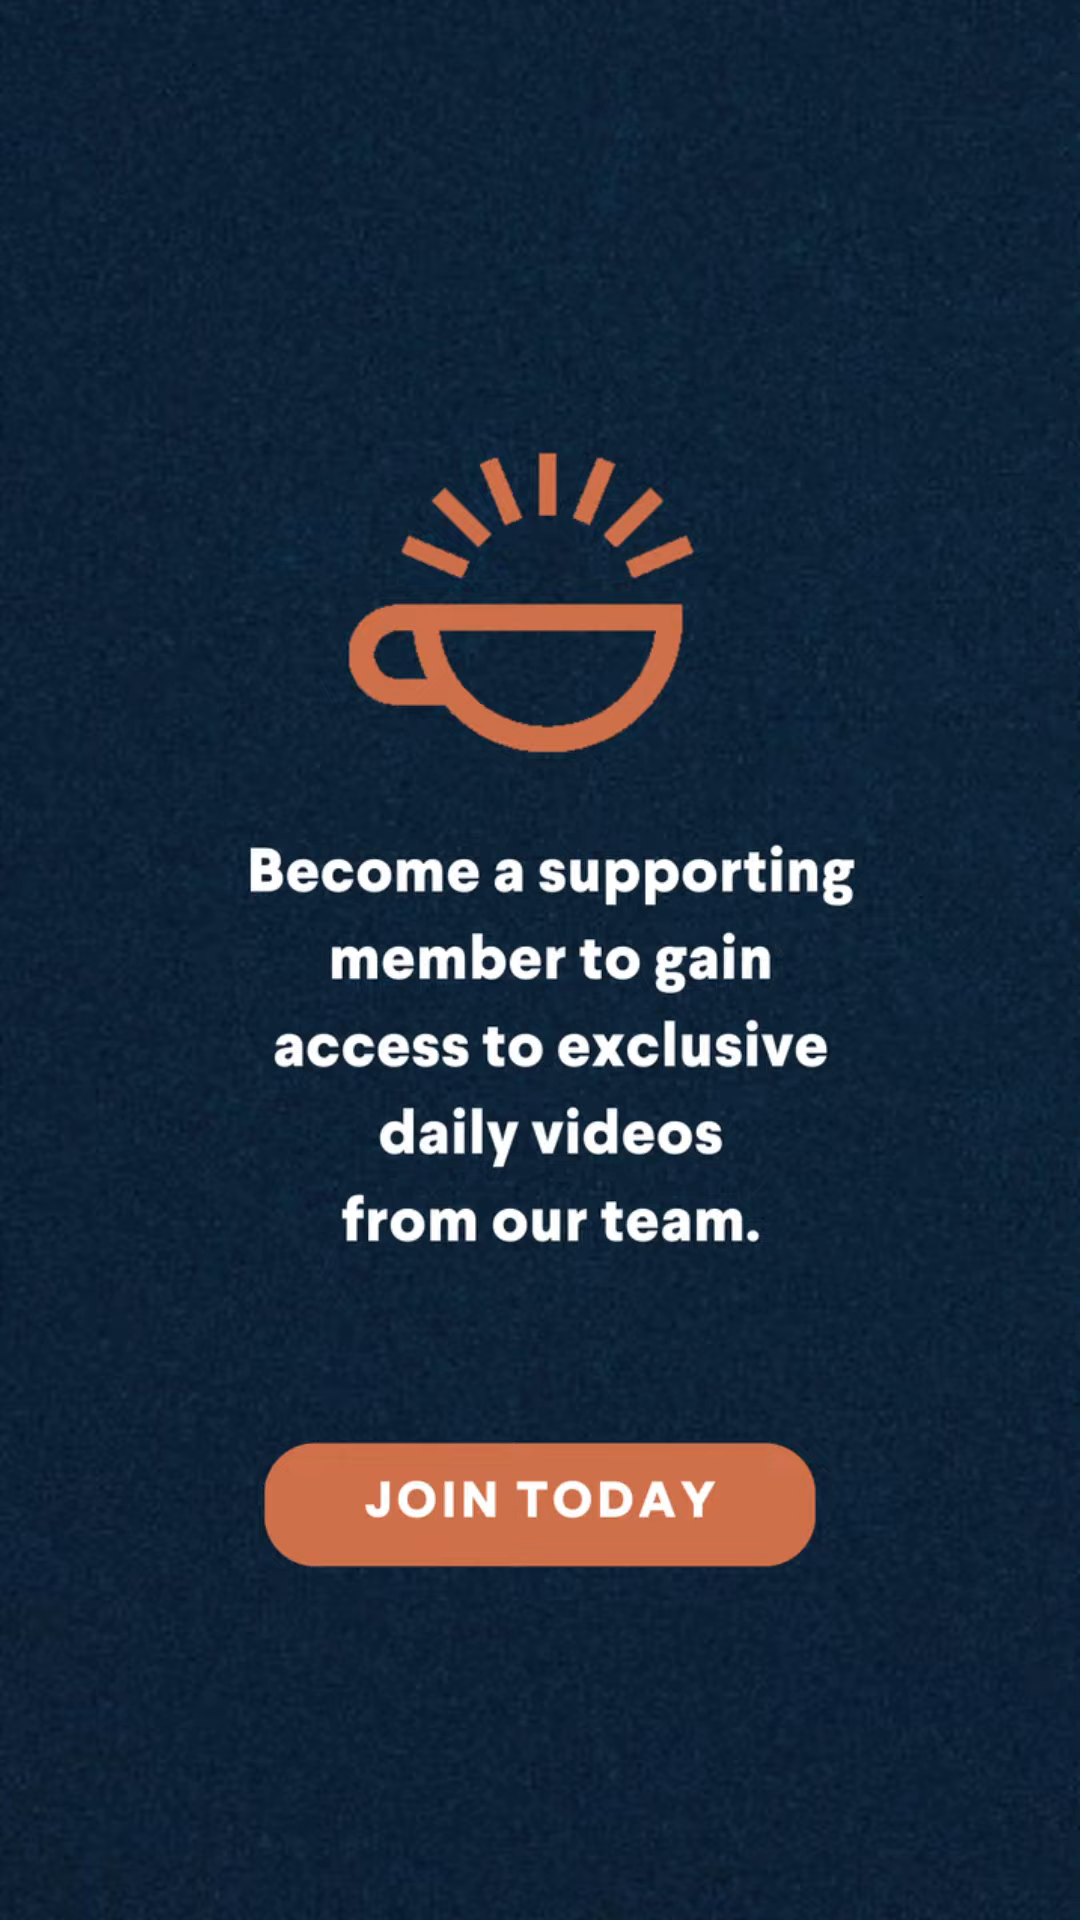 Become a supporting
member to gain
access to exclusive
daily videos
from our team.
JOIN TODAY